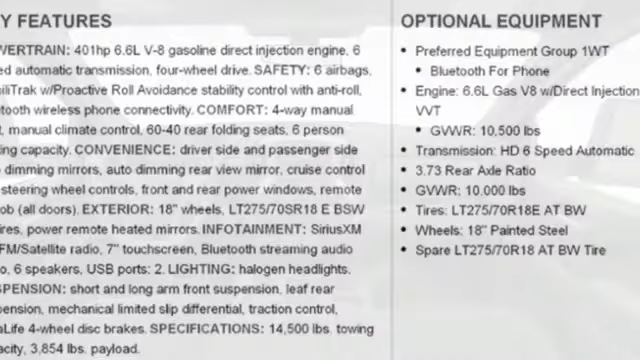 Y FEATURES
VERTRAIN: 401hp 6.6L V-8 gasoline direct injection engine, 6
ed automatic transmission, four-wheel drive. SAFETY: 6 airbags,
biliTrak w/Proactive Roll Avoidance stability control with anti-roll,
tooth wireless phone connectivity. COMFORT: 4-way manual
t, manual climate control, 60-40 rear folding seats, 6 person
ing capacity. CONVENIENCE: driver side and passenger side
dimming mirrors, auto dimming rear view mirror, cruise control
steering wheel controls, front and rear power windows, remote
ob (all doors). EXTERIOR: 18" wheels, LT275/70SR18 E BSW
ires, power remote heated mirrors. INFOTAINMENT: SiriusXM
FM/Satellite radio, 7" touchscreen, Bluetooth streaming audio
o, 6 speakers, USB ports: 2. LIGHTING: halogen headlights.
SPENSION: short and long arm front suspension, leaf rear
pension, mechanical limited slip differential, traction control,
aLife 4-wheel disc brakes. SPECIFICATIONS: 14,500 lbs. towing
acity, 3,854 lbs. payload.
OPTIONAL EQUIPMENT
• Preferred Equipment Group 1WT
• Bluetooth For Phone
• Engine: 6.6L Gas V8 w/Direct Injection
VVT
• GVWR: 10,500 lbs
• Transmission: HD 6 Speed Automatic
• 3.73 Rear Axle Ratio
• GVWR: 10,000 lbs
• Tires: LT275/70R18E AT BW
• Wheels: 18" Painted Steel
• Spare LT275/70R18 AT BW Tire